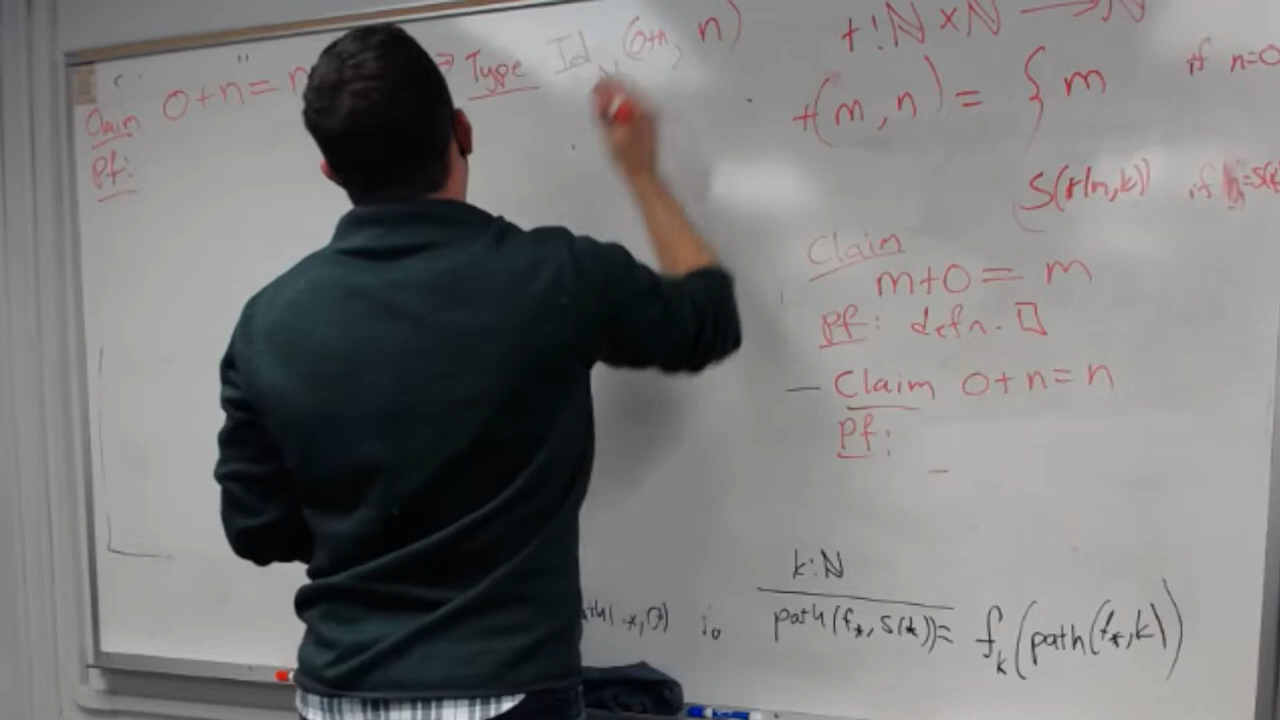 Claim "0+n=n" → Type Id (0+n, n)
Pf:
+:ℕ×ℕ → ℕ
+(m,n) = { m if n=0
S(+(m,k)) if n=S(k
Claim
m+0 = m
Pf: defn. □
Claim 0+n=n
Pf:
k:ℕ
path(f*, S(k)) = f_k(path(f*,k))